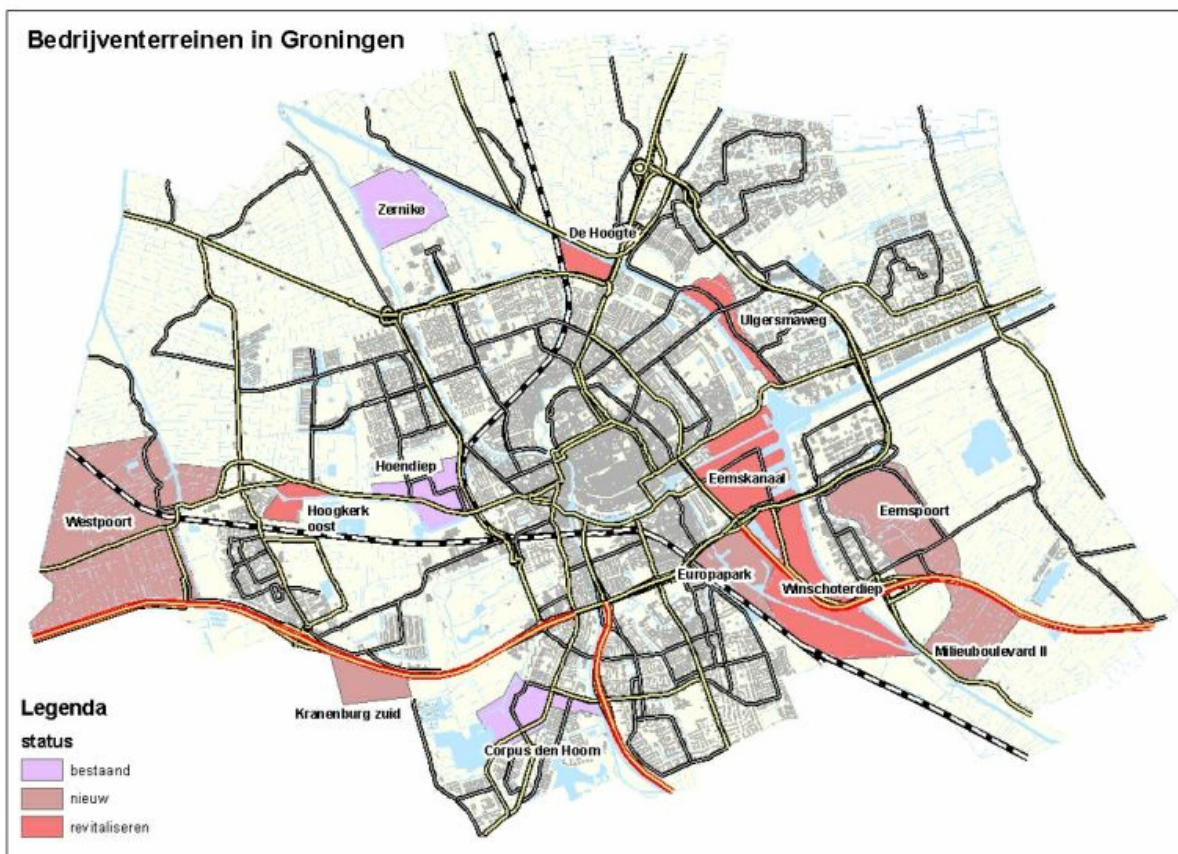 Bedrijventerreinen in Groningen
Zernike
De Hoogte
Ulgersmaweg
Hoendiep
Eemskanaal
Hoogkerk
oost
Westpoort
Eemspoort
Europapark
Winschoterdiep
Milieuboulevard II
Kranenburg zuid
Corpus den Hoorn
Legenda
status
bestaand
nieuw
revitaliseren